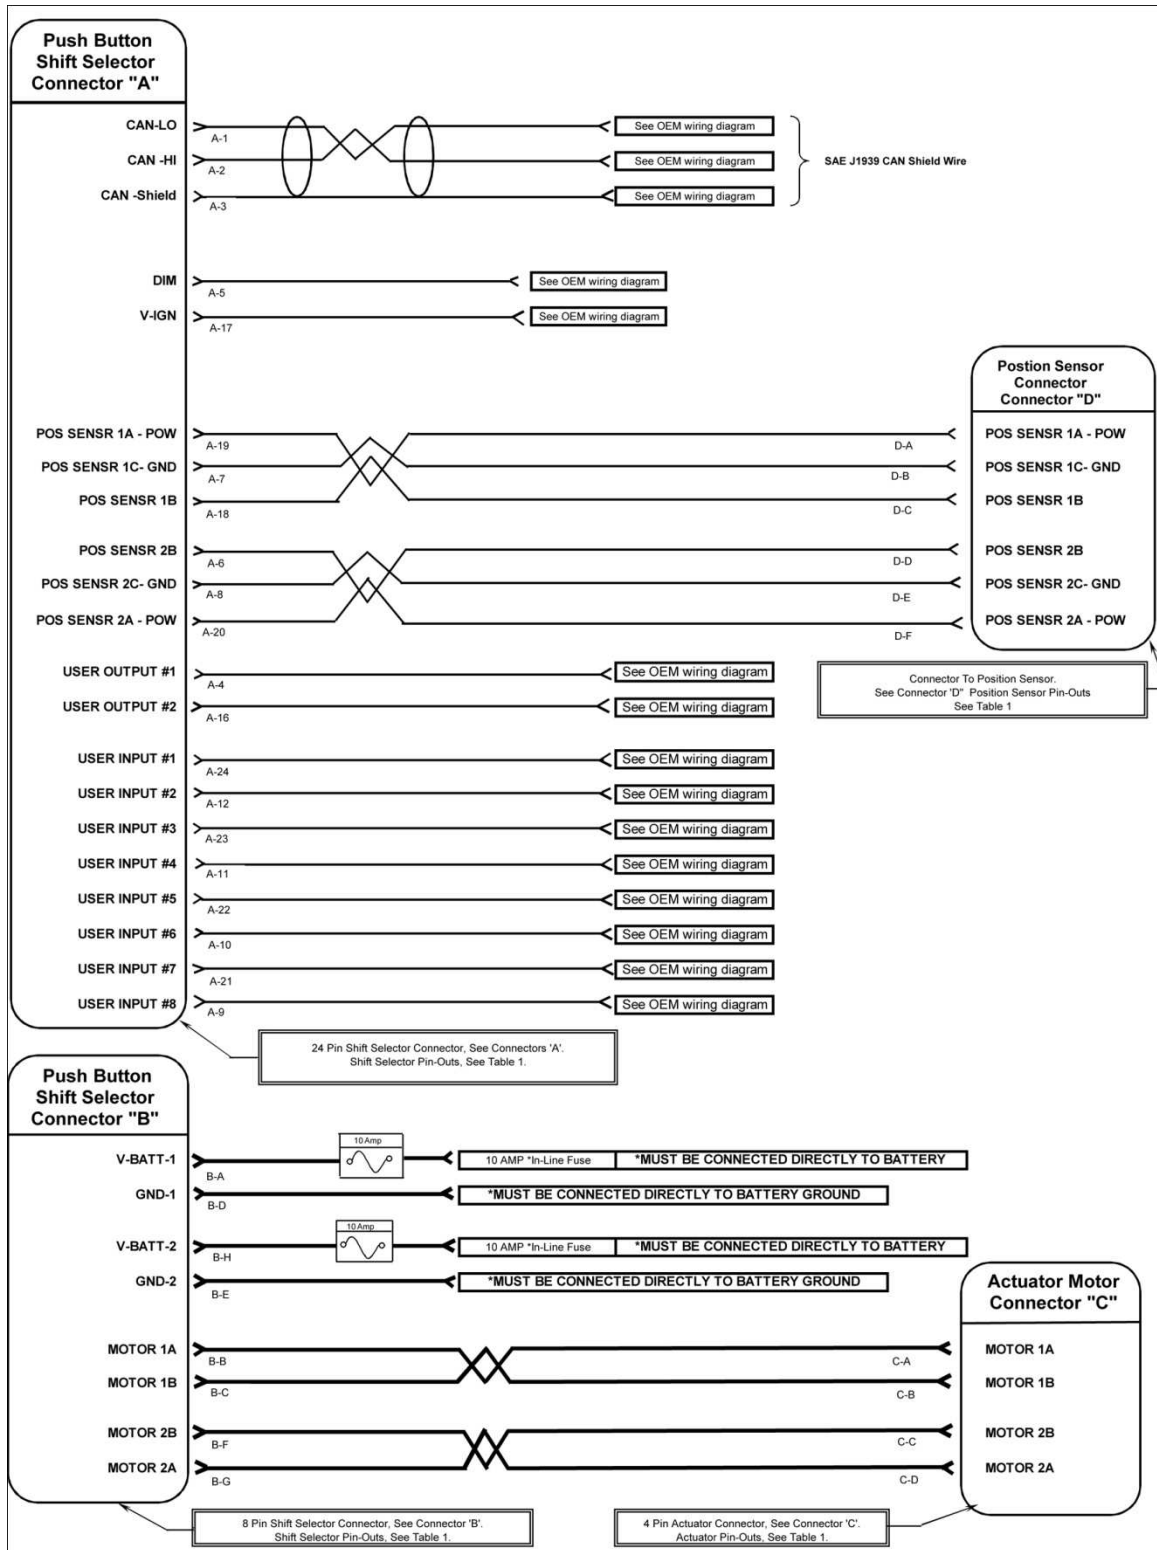 Push Button
Shift Selector
Connector "A"
CAN-LO
A-1
See OEM wiring diagram
CAN -HI
A-2
See OEM wiring diagram
SAE J1939 CAN Shield Wire
CAN -Shield
A-3
See OEM wiring diagram
DIM
A-5
See OEM wiring diagram
V-IGN
A-17
See OEM wiring diagram
Postion Sensor
Connector
Connector "D"
POS SENSR 1A - POW
A-19
D-A
POS SENSR 1A - POW
POS SENSR 1C- GND
A-7
D-B
POS SENSR 1C- GND
POS SENSR 1B
A-18
D-C
POS SENSR 1B
POS SENSR 2B
A-6
D-D
POS SENSR 2B
POS SENSR 2C- GND
A-8
D-E
POS SENSR 2C- GND
POS SENSR 2A - POW
A-20
D-F
POS SENSR 2A - POW
USER OUTPUT #1
A-4
See OEM wiring diagram
USER OUTPUT #2
A-16
See OEM wiring diagram
Connector To Position Sensor.
See Connector 'D" Position Sensor Pin-Outs
See Table 1
USER INPUT #1
A-24
See OEM wiring diagram
USER INPUT #2
A-12
See OEM wiring diagram
USER INPUT #3
A-23
See OEM wiring diagram
USER INPUT #4
A-11
See OEM wiring diagram
USER INPUT #5
A-22
See OEM wiring diagram
USER INPUT #6
A-10
See OEM wiring diagram
USER INPUT #7
A-21
See OEM wiring diagram
USER INPUT #8
A-9
See OEM wiring diagram
24 Pin Shift Selector Connector, See Connectors 'A'.
Shift Selector Pin-Outs, See Table 1.
Push Button
Shift Selector
Connector "B"
V-BATT-1
B-A
10 Amp
10 AMP *In-Line Fuse
*MUST BE CONNECTED DIRECTLY TO BATTERY
GND-1
B-D
*MUST BE CONNECTED DIRECTLY TO BATTERY GROUND
V-BATT-2
B-H
10 Amp
10 AMP *In-Line Fuse
*MUST BE CONNECTED DIRECTLY TO BATTERY
GND-2
B-E
*MUST BE CONNECTED DIRECTLY TO BATTERY GROUND
Actuator Motor
Connector "C"
MOTOR 1A
B-B
C-A
MOTOR 1A
MOTOR 1B
B-C
C-B
MOTOR 1B
MOTOR 2B
B-F
C-C
MOTOR 2B
MOTOR 2A
B-G
C-D
MOTOR 2A
8 Pin Shift Selector Connector, See Connector 'B'.
Shift Selector Pin-Outs, See Table 1.
4 Pin Actuator Connector, See Connector 'C'.
Actuator Pin-Outs, See Table 1.